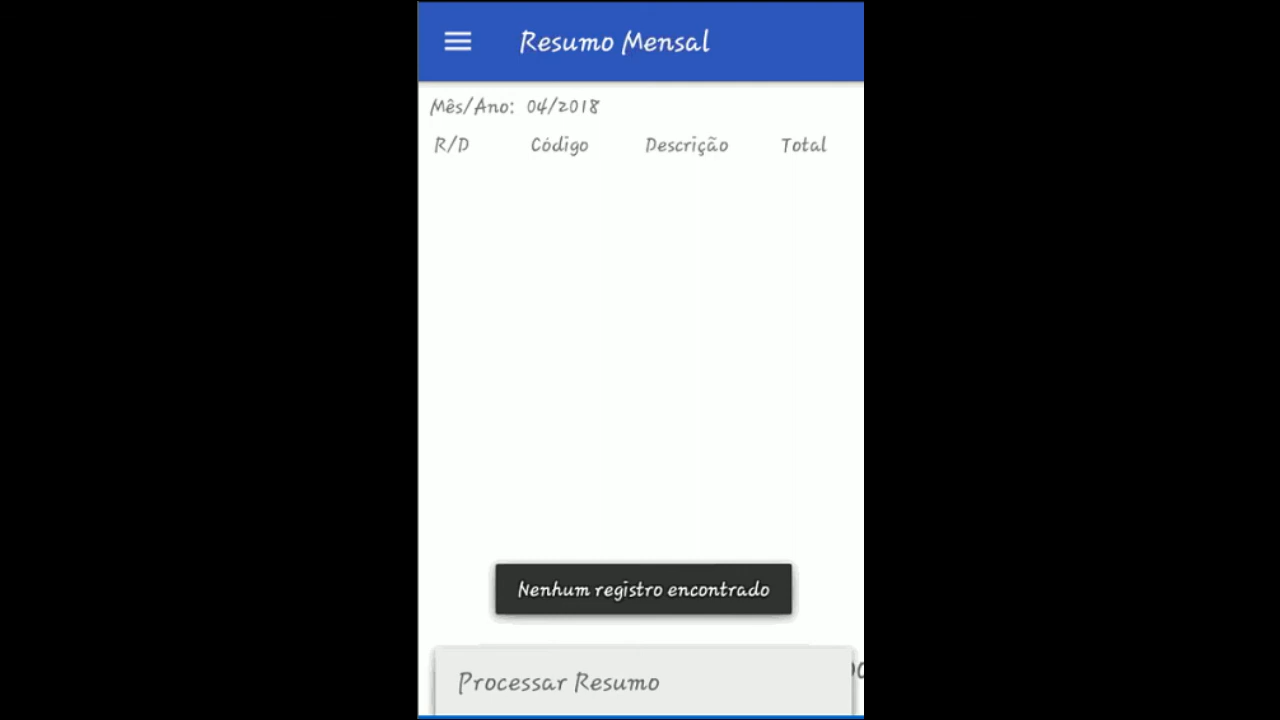 Resumo Mensal
Mês/Ano: 04/2018
R/D Código Descrição Total
Nenhum registro encontrado
Processar Resumo